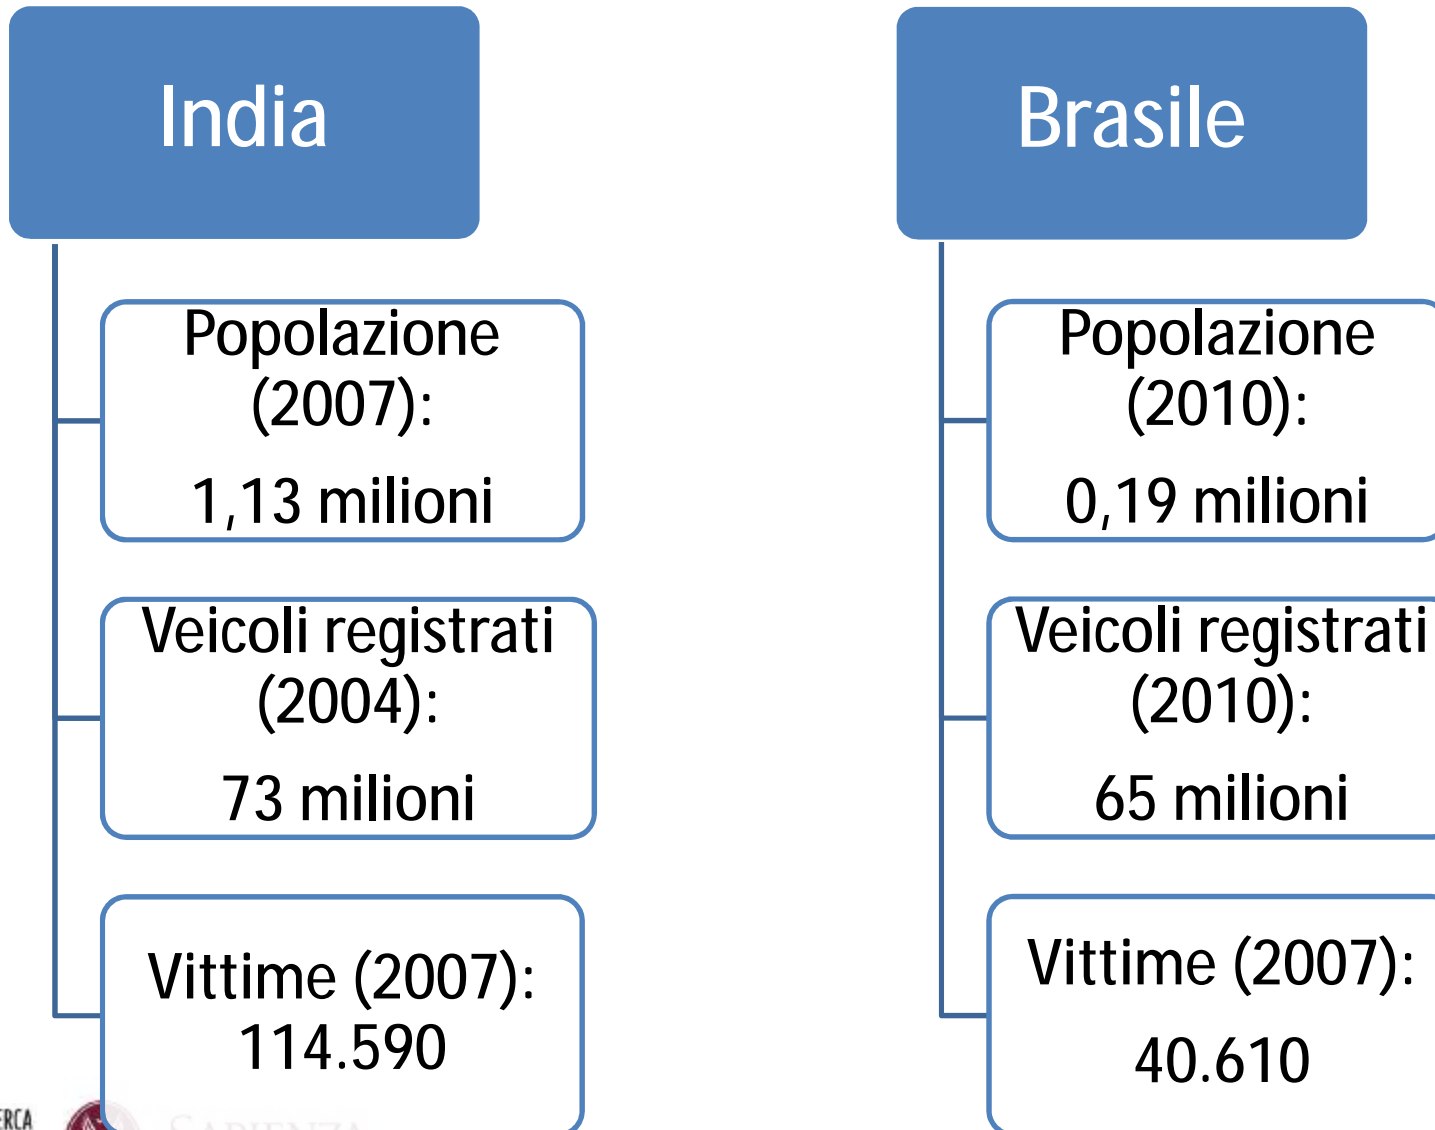 India
Popolazione
(2007):
1,13 milioni
Veicoli registrati
(2004):
73 milioni
Vittime (2007):
114.590
Brasile
Popolazione
(2010):
0,19 milioni
Veicoli registrati
(2010):
65 milioni
Vittime (2007):
40.610
SAPIENZA